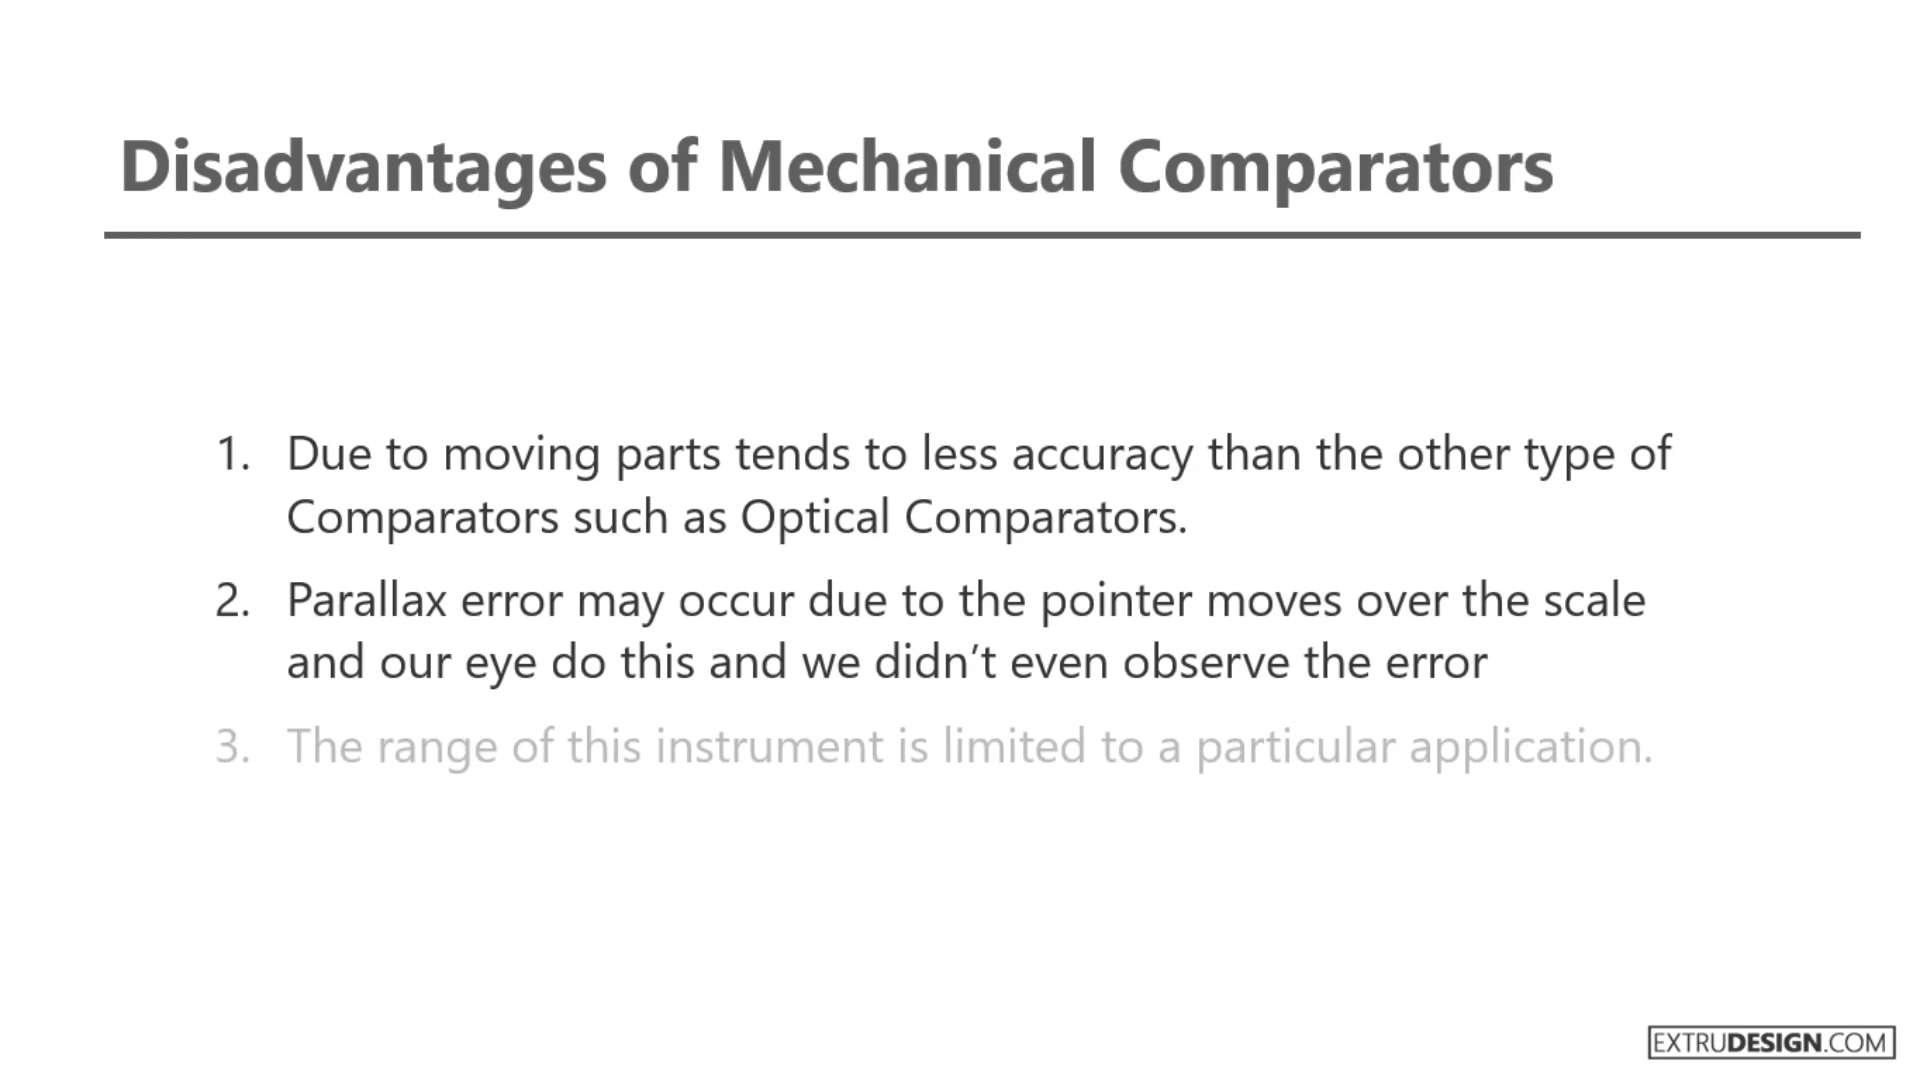 Disadvantages of Mechanical Comparators
1. Due to moving parts tends to less accuracy than the other type of
Comparators such as Optical Comparators.
2. Parallax error may occur due to the pointer moves over the scale
and our eye do this and we didn’t even observe the error
3. The range of this instrument is limited to a particular application.
EXTRUDESIGN.COM